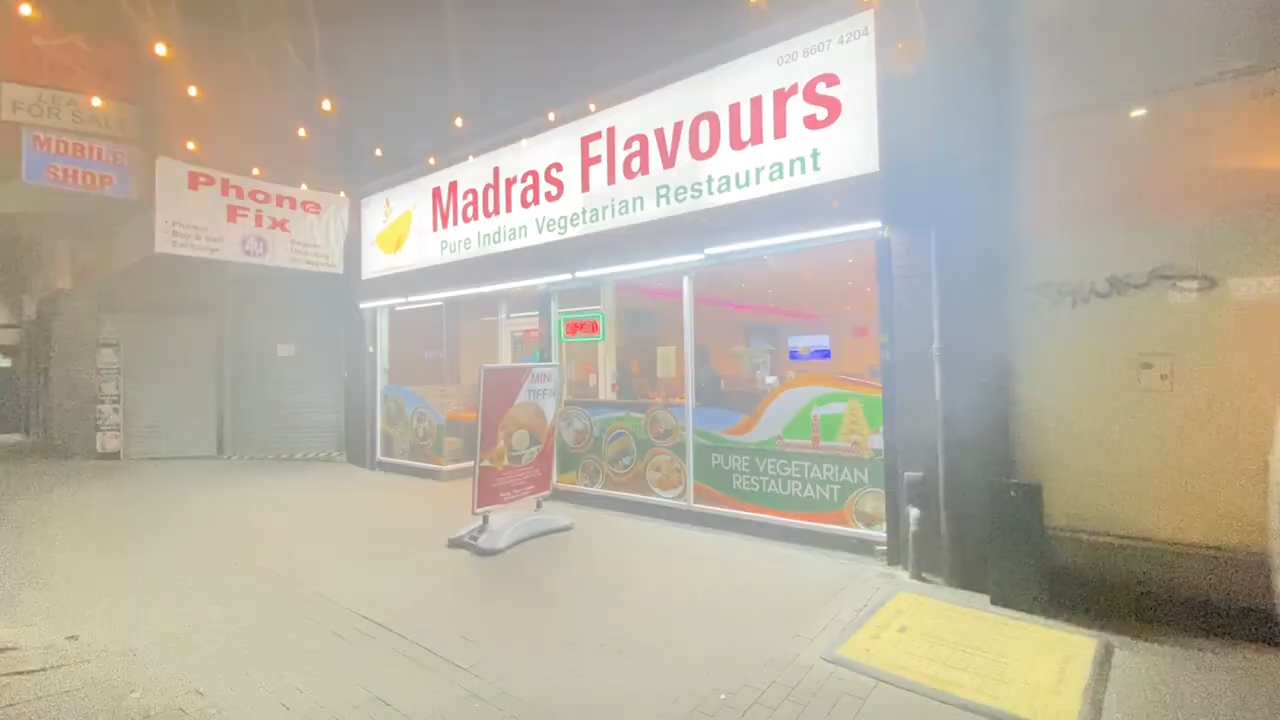 FOR SALE
MOBILE
SHOP
Phone
Fix
4U
020 8607 4204
Madras Flavours
Pure Indian Vegetarian Restaurant
OPEN
MINI
TIFFIN
PURE VEGETARIAN
RESTAURANT